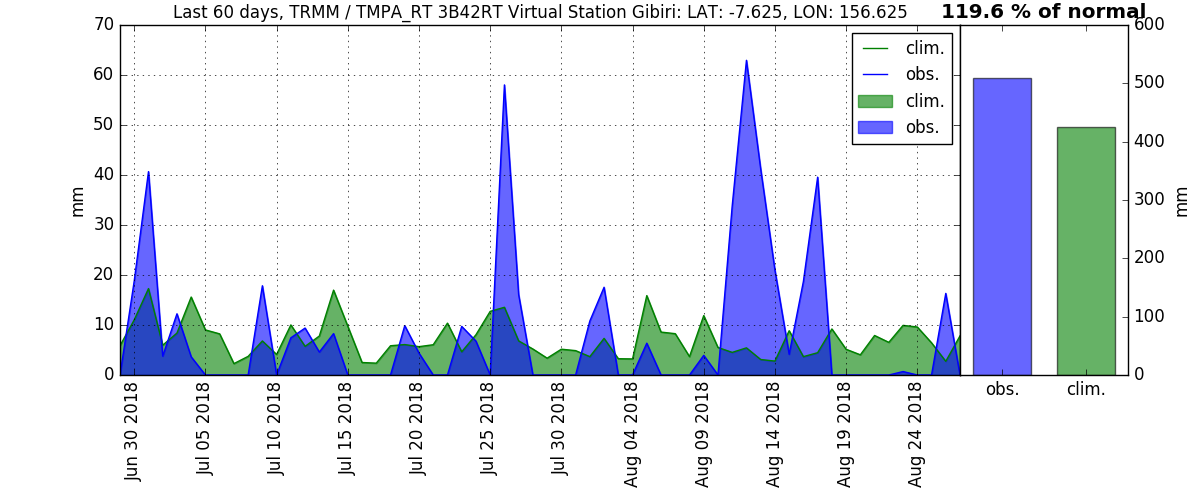 Last 60 days, TRMM / TMPA_RT 3B42RT Virtual Station Gibiri: LAT: -7.625, LON: 156.625
119.6 % of normal
70
60
50
40
30
20
10
0
mm
clim.
obs.
clim.
obs.
600
500
400
300
200
100
0
mm
obs.
clim.
Jun 30 2018
Jul 05 2018
Jul 10 2018
Jul 15 2018
Jul 20 2018
Jul 25 2018
Jul 30 2018
Aug 04 2018
Aug 09 2018
Aug 14 2018
Aug 19 2018
Aug 24 2018